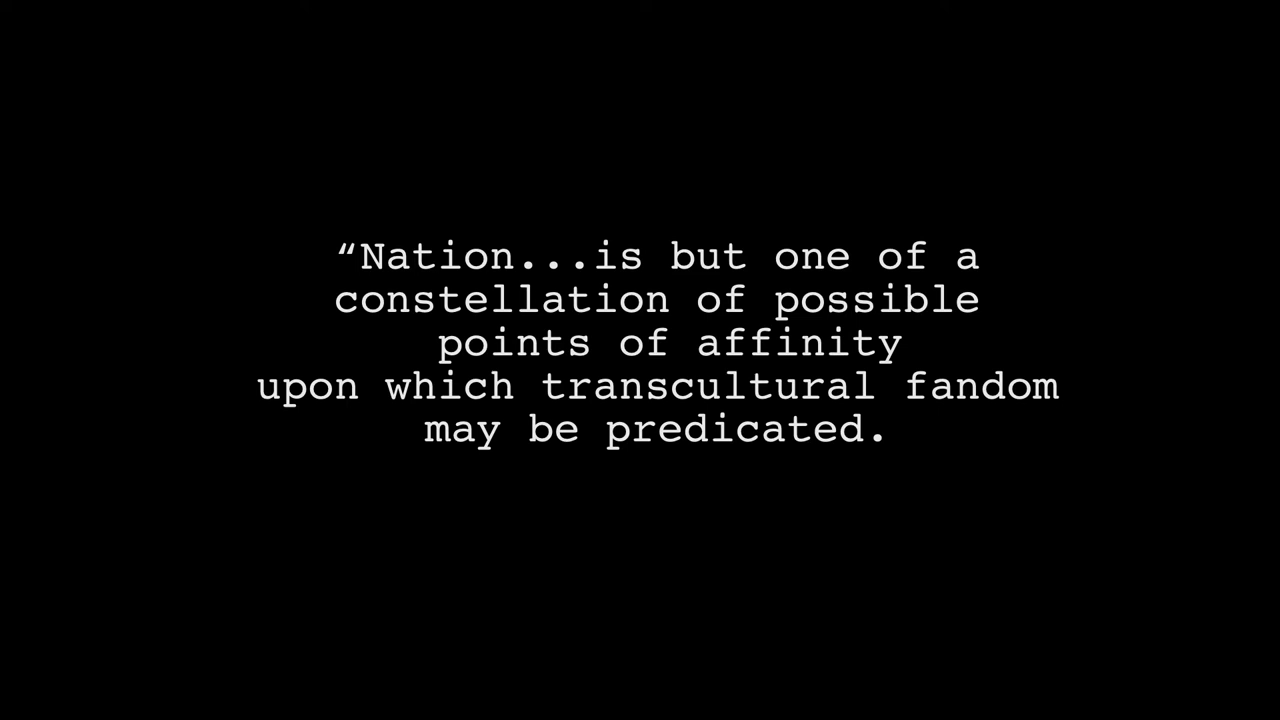 “Nation...is but one of a
constellation of possible
points of affinity
upon which transcultural fandom
may be predicated.